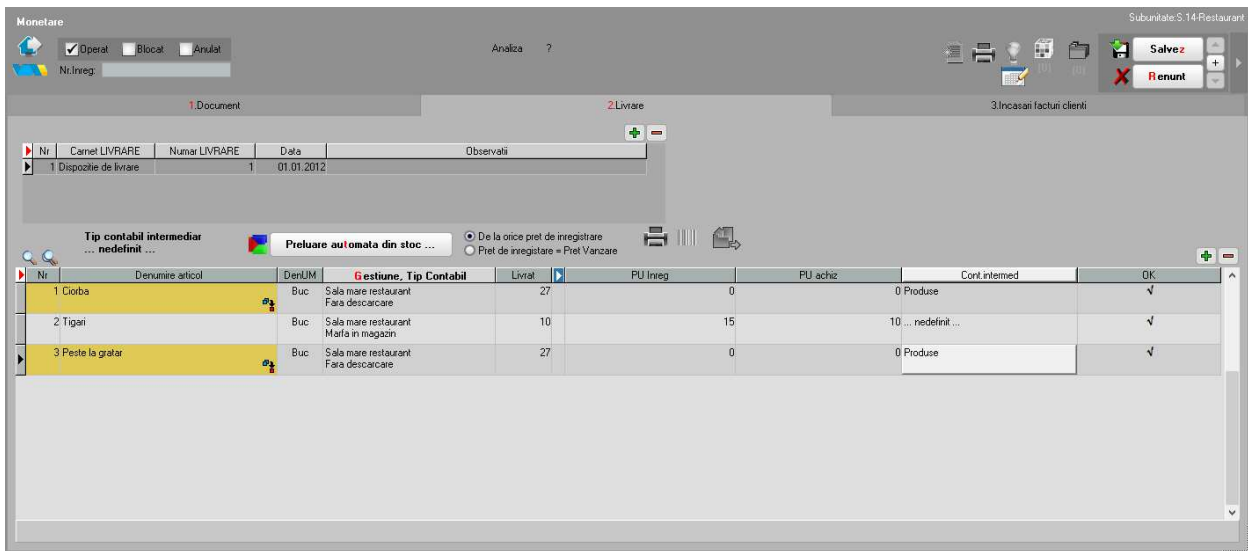 Monetare
Subunitate:S.14-Restaurant
Operat Blocat Anulat
Analiza ?
Salvez
Nr.Inreg:
(0) (0)
+
Renunt
1.Document 2.Livrare 3.Incasari facturi clienti
Nr Carnet LIVRARE Numar LIVRARE Data Observatii
1 Dispozitie de livrare 1 01.01.2012
Tip contabil intermediar
... nedefinit ...
Preluare automata din stoc ...
De la orice pret de inregistrare
Pret de inregistare = Pret Vanzare
Nr Denumire articol DenUM Gestiune, Tip Contabil Livrat PU Inreg PU achiz Cont.intermed OK
1 Ciorba Buc Sala mare restaurant 27 0 0 Produse √
Fara descarcare
2 Tigari Buc Sala mare restaurant 10 15 10 ... nedefinit ... √
Marfa in magazin
3 Peste la gratar Buc Sala mare restaurant 27 0 0 Produse √
Fara descarcare